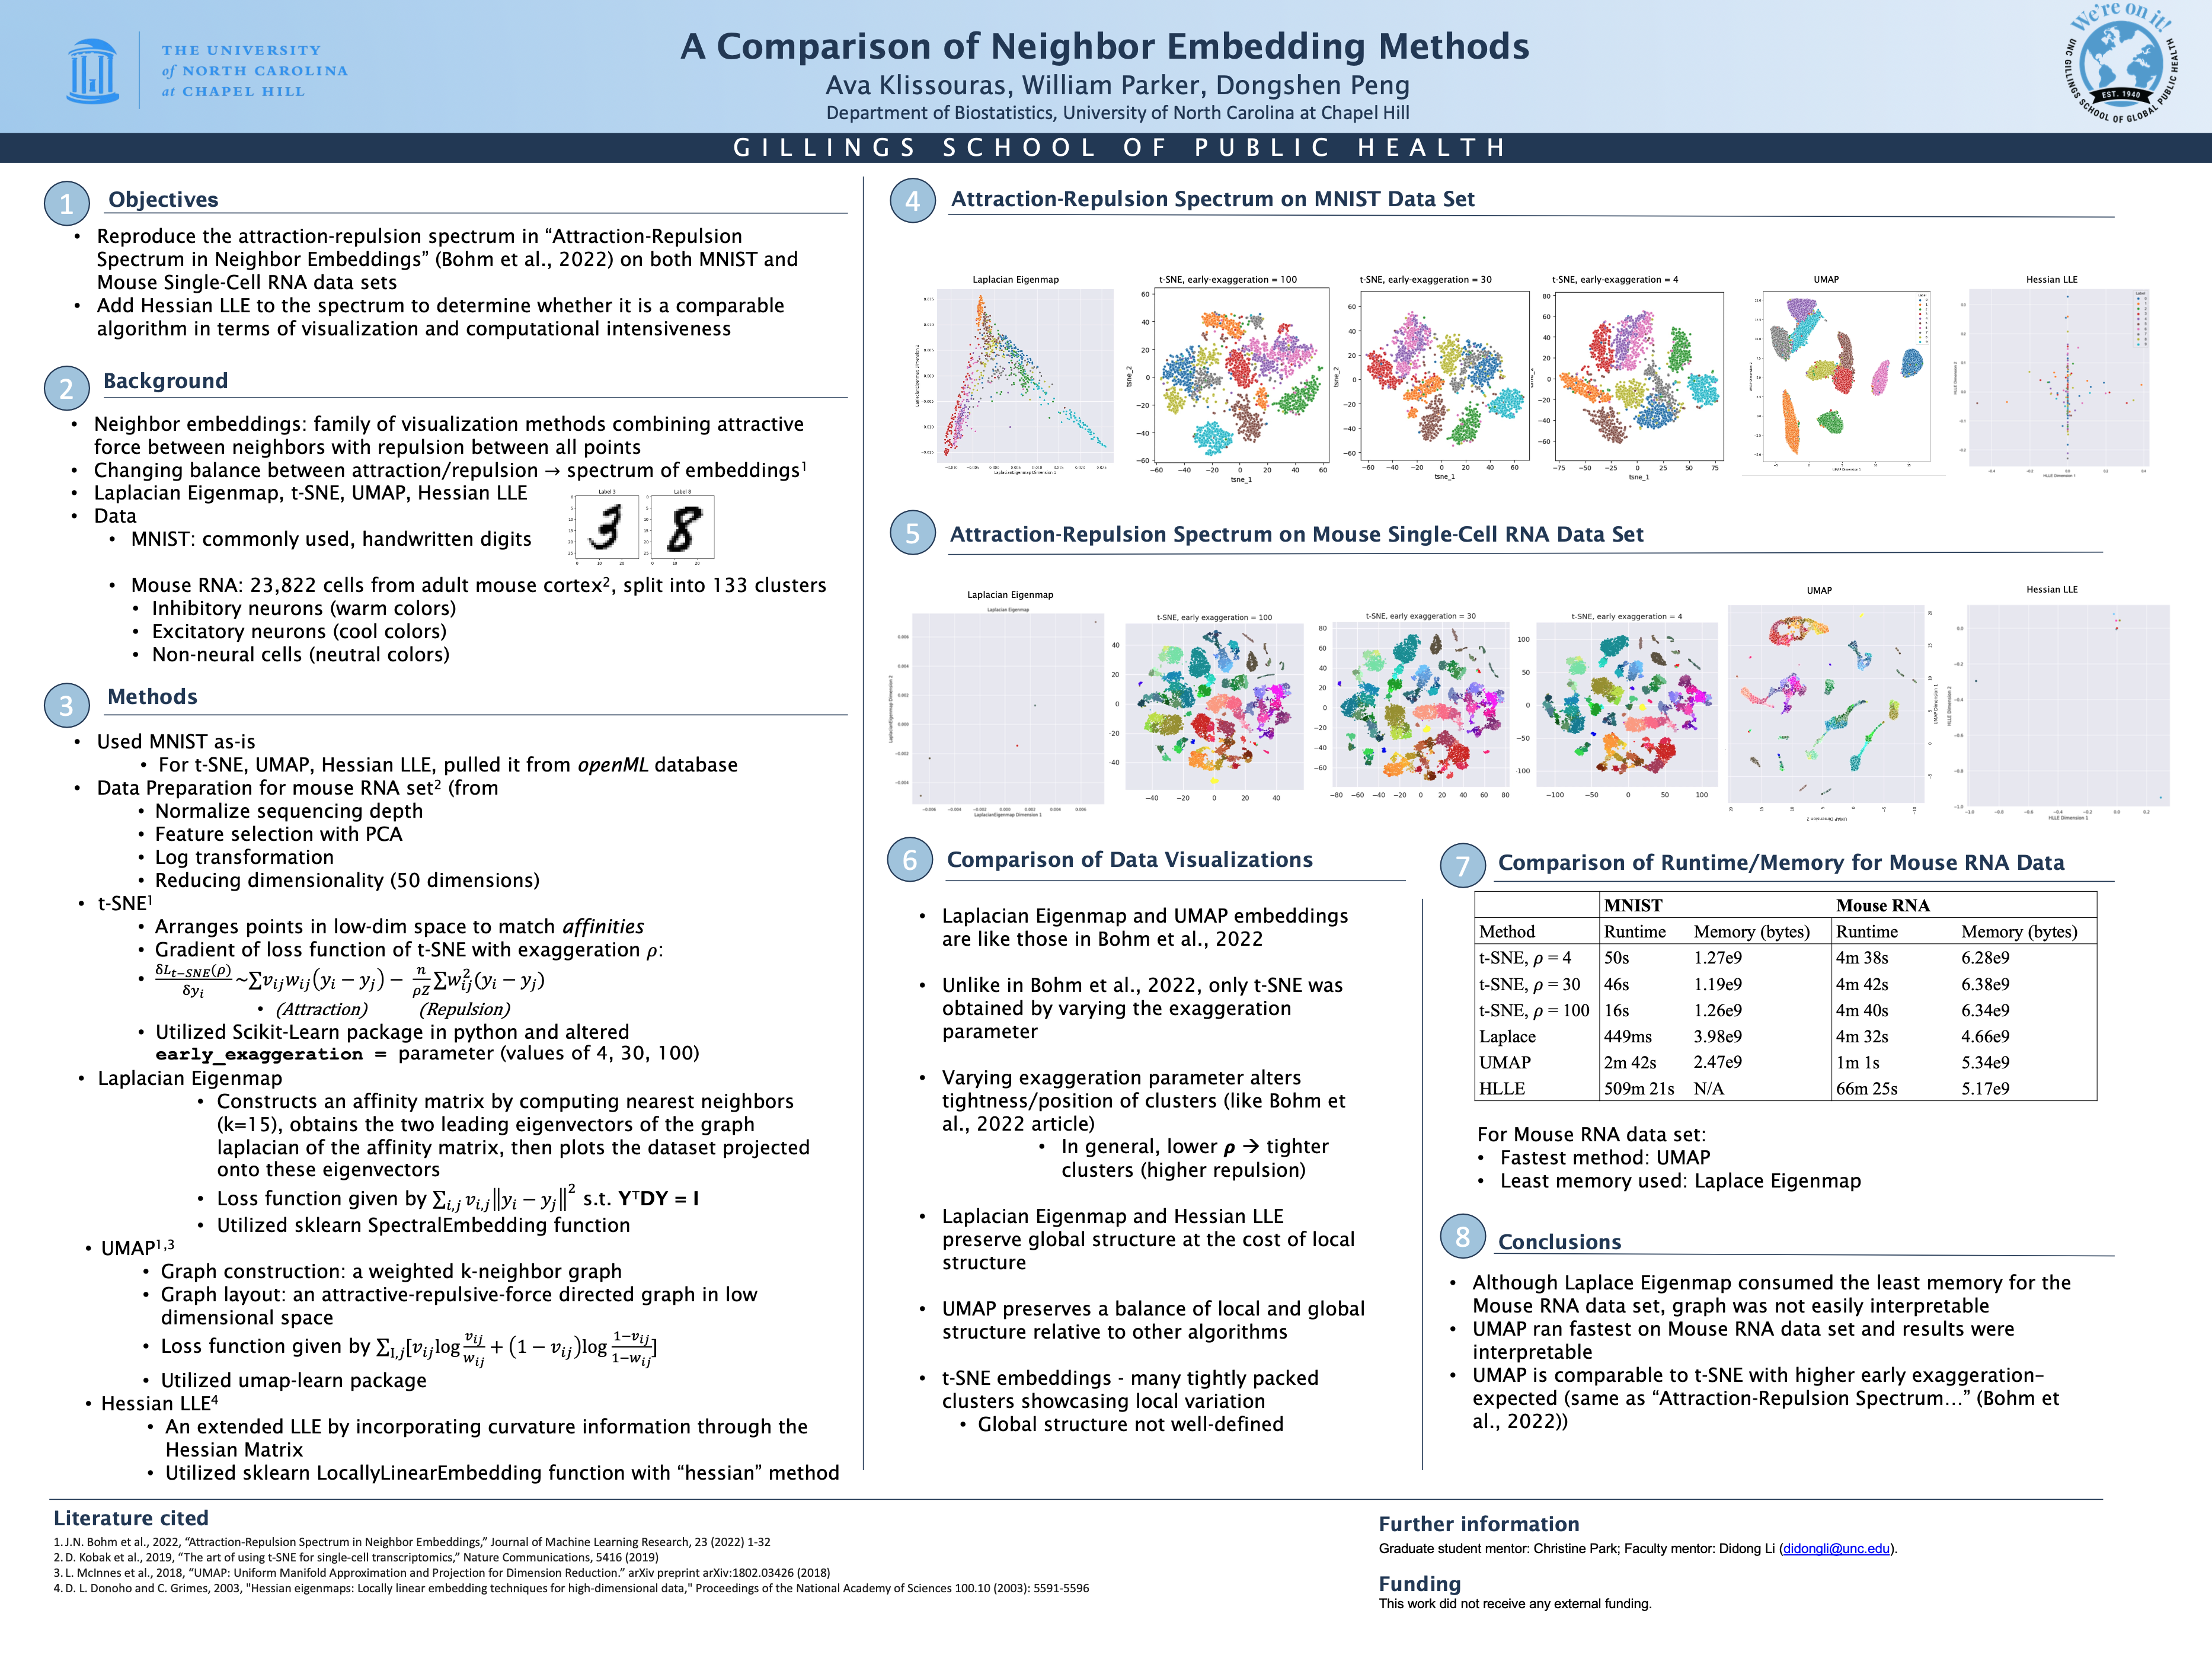 THE UNIVERSITY
of NORTH CAROLINA
at CHAPEL HILL
A Comparison of Neighbor Embedding Methods
Ava Klissouras, William Parker, Dongshen Peng
Department of Biostatistics, University of North Carolina at Chapel Hill
We're on it!
UNC GILLINGS SCHOOL OF GLOBAL PUBLIC HEALTH
EST. 1940
GILLINGS SCHOOL OF PUBLIC HEALTH
1 Objectives
• Reproduce the attraction-repulsion spectrum in “Attraction-Repulsion
Spectrum in Neighbor Embeddings” (Bohm et al., 2022) on both MNIST and
Mouse Single-Cell RNA data sets
• Add Hessian LLE to the spectrum to determine whether it is a comparable
algorithm in terms of visualization and computational intensiveness
2 Background
• Neighbor embeddings: family of visualization methods combining attractive
force between neighbors with repulsion between all points
• Changing balance between attraction/repulsion → spectrum of embeddings¹
• Laplacian Eigenmap, t-SNE, UMAP, Hessian LLE
• Data
• MNIST: commonly used, handwritten digits
Label 3
Label 8
• Mouse RNA: 23,822 cells from adult mouse cortex², split into 133 clusters
• Inhibitory neurons (warm colors)
• Excitatory neurons (cool colors)
• Non-neural cells (neutral colors)
3 Methods
• Used MNIST as-is
• For t-SNE, UMAP, Hessian LLE, pulled it from openML database
• Data Preparation for mouse RNA set² (from
• Normalize sequencing depth
• Feature selection with PCA
• Log transformation
• Reducing dimensionality (50 dimensions)
• t-SNE¹
• Arranges points in low-dim space to match affinities
• Gradient of loss function of t-SNE with exaggeration ρ:
• δL_{t−SNE}(ρ)/δy_i ~ ∑v_{ij}w_{ij}(y_i − y_j) − n/(ρZ) ∑w²_{ij}(y_i − y_j)
• (Attraction) (Repulsion)
• Utilized Scikit-Learn package in python and altered
early_exaggeration = parameter (values of 4, 30, 100)
• Laplacian Eigenmap
• Constructs an affinity matrix by computing nearest neighbors
(k=15), obtains the two leading eigenvectors of the graph
laplacian of the affinity matrix, then plots the dataset projected
onto these eigenvectors
• Loss function given by ∑_{i,j} v_{i,j}‖y_i − y_j‖² s.t. YᵀDY = I
• Utilized sklearn SpectralEmbedding function
• UMAP¹,³
• Graph construction: a weighted k-neighbor graph
• Graph layout: an attractive-repulsive-force directed graph in low
dimensional space
• Loss function given by ∑_{I,j}[v_{ij}log v_{ij}/w_{ij} + (1 − v_{ij})log (1−v_{ij})/(1−w_{ij})]
• Utilized umap-learn package
• Hessian LLE⁴
• An extended LLE by incorporating curvature information through the
Hessian Matrix
• Utilized sklearn LocallyLinearEmbedding function with “hessian” method
4 Attraction-Repulsion Spectrum on MNIST Data Set
Laplacian Eigenmap
t-SNE, early-exaggeration = 100
tsne_2
tsne_1
t-SNE, early-exaggeration = 30
tsne_2
tsne_1
t-SNE, early-exaggeration = 4
tsne_1
UMAP
Hessian LLE
5 Attraction-Repulsion Spectrum on Mouse Single-Cell RNA Data Set
Laplacian Eigenmap
Laplacian Eigenmap
LaplacianEigenmap Dimension 2
LaplacianEigenmap Dimension 1
t-SNE, early exaggeration = 100
t-SNE, early exaggeration = 30
t-SNE, early exaggeration = 4
UMAP
UMAP Dimension 1
UMAP Dimension 2
Hessian LLE
HLLE Dimension 2
HLLE Dimension 1
6 Comparison of Data Visualizations
• Laplacian Eigenmap and UMAP embeddings
are like those in Bohm et al., 2022
• Unlike in Bohm et al., 2022, only t-SNE was
obtained by varying the exaggeration
parameter
• Varying exaggeration parameter alters
tightness/position of clusters (like Bohm et
al., 2022 article)
• In general, lower ρ → tighter
clusters (higher repulsion)
• Laplacian Eigenmap and Hessian LLE
preserve global structure at the cost of local
structure
• UMAP preserves a balance of local and global
structure relative to other algorithms
• t-SNE embeddings - many tightly packed
clusters showcasing local variation
• Global structure not well-defined
7 Comparison of Runtime/Memory for Mouse RNA Data
MNIST Mouse RNA
Method Runtime Memory (bytes) Runtime Memory (bytes)
t-SNE, ρ = 4 50s 1.27e9 4m 38s 6.28e9
t-SNE, ρ = 30 46s 1.19e9 4m 42s 6.38e9
t-SNE, ρ = 100 16s 1.26e9 4m 40s 6.34e9
Laplace 449ms 3.98e9 4m 32s 4.66e9
UMAP 2m 42s 2.47e9 1m 1s 5.34e9
HLLE 509m 21s N/A 66m 25s 5.17e9
For Mouse RNA data set:
• Fastest method: UMAP
• Least memory used: Laplace Eigenmap
8 Conclusions
• Although Laplace Eigenmap consumed the least memory for the
Mouse RNA data set, graph was not easily interpretable
• UMAP ran fastest on Mouse RNA data set and results were
interpretable
• UMAP is comparable to t-SNE with higher early exaggeration–
expected (same as “Attraction-Repulsion Spectrum…” (Bohm et
al., 2022))
Literature cited
1. J.N. Bohm et al., 2022, “Attraction-Repulsion Spectrum in Neighbor Embeddings,” Journal of Machine Learning Research, 23 (2022) 1-32
2. D. Kobak et al., 2019, “The art of using t-SNE for single-cell transcriptomics,” Nature Communications, 5416 (2019)
3. L. McInnes et al., 2018, “UMAP: Uniform Manifold Approximation and Projection for Dimension Reduction.” arXiv preprint arXiv:1802.03426 (2018)
4. D. L. Donoho and C. Grimes, 2003, "Hessian eigenmaps: Locally linear embedding techniques for high-dimensional data," Proceedings of the National Academy of Sciences 100.10 (2003): 5591-5596
Further information
Graduate student mentor: Christine Park; Faculty mentor: Didong Li (didongli@unc.edu).
Funding
This work did not receive any external funding.